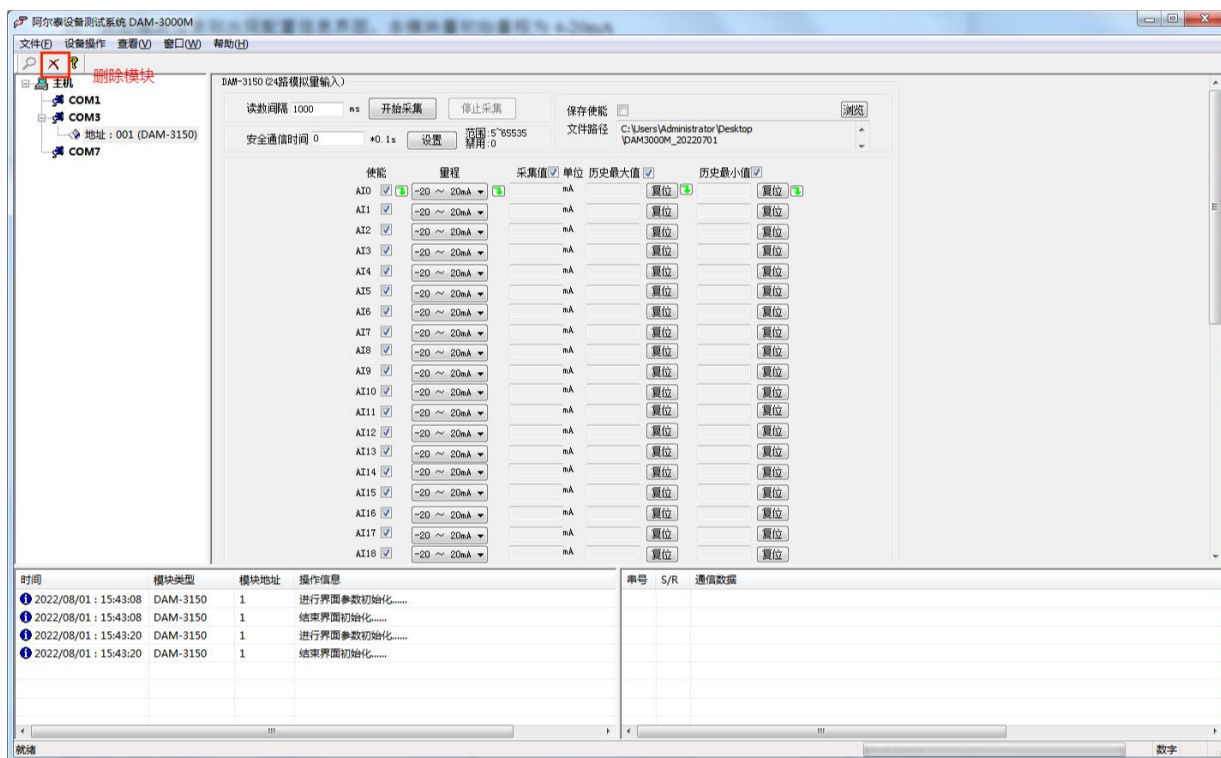 阿尔泰设备测试系统 DAM-3000M
文件(F) 设备操作 查看(V) 窗口(W) 帮助(H)
删除模块
主机
COM1
COM3
地址：001 (DAM-3150)
COM7
DAM-3150(24路模拟量输入)
读数间隔 1000 ms 开始采集 停止采集
安全通信时间 0 *0.1s 设置 范围:5~65535
禁用:0
保存使能 浏览
文件路径 C:\Users\Administrator\Desktop
\DAM3000M_20220701
使能 量程 采集值 单位 历史最大值 历史最小值
AI0 -20 ～ 20mA mA 复位 复位
AI1 -20 ～ 20mA mA 复位 复位
AI2 -20 ～ 20mA mA 复位 复位
AI3 -20 ～ 20mA mA 复位 复位
AI4 -20 ～ 20mA mA 复位 复位
AI5 -20 ～ 20mA mA 复位 复位
AI6 -20 ～ 20mA mA 复位 复位
AI7 -20 ～ 20mA mA 复位 复位
AI8 -20 ～ 20mA mA 复位 复位
AI9 -20 ～ 20mA mA 复位 复位
AI10 -20 ～ 20mA mA 复位 复位
AI11 -20 ～ 20mA mA 复位 复位
AI12 -20 ～ 20mA mA 复位 复位
AI13 -20 ～ 20mA mA 复位 复位
AI14 -20 ～ 20mA mA 复位 复位
AI15 -20 ～ 20mA mA 复位 复位
AI16 -20 ～ 20mA mA 复位 复位
AI17 -20 ～ 20mA mA 复位 复位
AI18 -20 ～ 20mA mA 复位 复位
时间 模块类型 模块地址 操作信息
2022/08/01 : 15:43:08 DAM-3150 1 进行界面参数初始化......
2022/08/01 : 15:43:08 DAM-3150 1 结束界面初始化......
2022/08/01 : 15:43:20 DAM-3150 1 进行界面参数初始化......
2022/08/01 : 15:43:20 DAM-3150 1 结束界面初始化......
串号 S/R 通信数据
就绪 数字